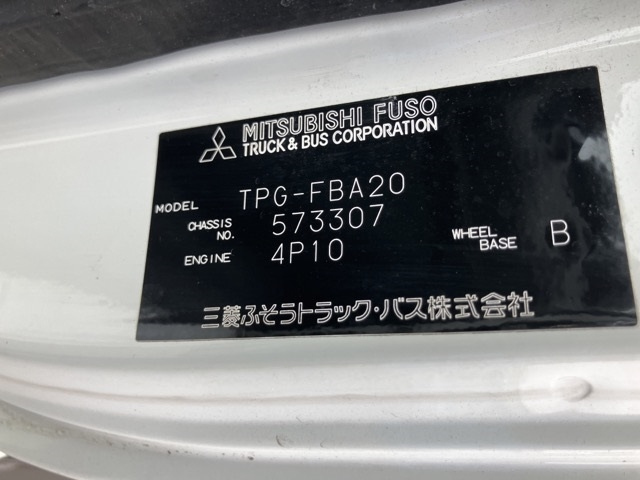 MITSUBISHI FUSO
TRUCK & BUS CORPORATION
MODEL TPG-FBA20
CHASSIS NO. 573307
ENGINE 4P10 WHEEL BASE B
三菱ふそうトラック・バス株式会社